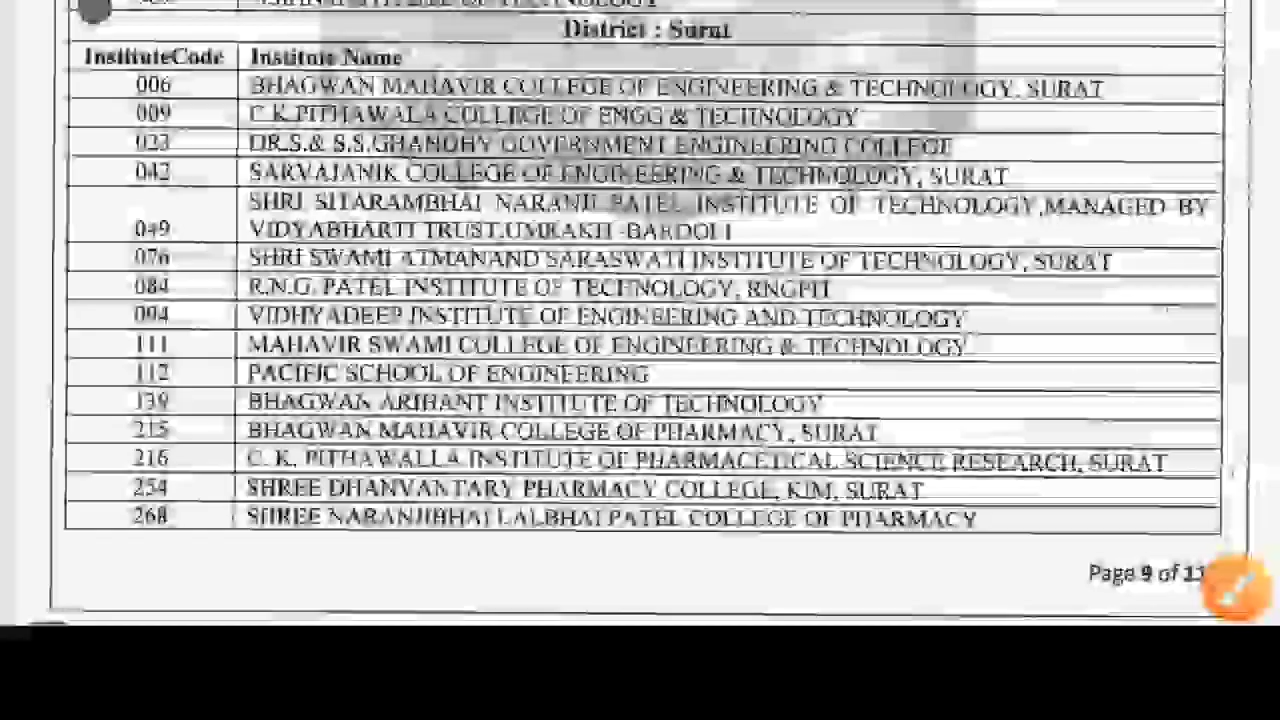 INSTITUTE OF TECHNOLOGY
District : Surat
InstituteCode Institute Name
006 BHAGWAN MAHAVIR COLLEGE OF ENGINEERING & TECHNOLOGY, SURAT
009 C.K.PITHAWALA COLLEGE OF ENGG & TECHNOLOGY
023 DR.S.& S.S.GHANDHY GOVERNMENT ENGINEERING COLLEGE
042 SARVAJANIK COLLEGE OF ENGINEERING & TECHNOLOGY, SURAT
SHRI SITARAMBHAI NARANJI PATEL INSTITUTE OF TECHNOLOGY,MANAGED BY
049 VIDYABHARTI TRUST,UMRAKH -BARDOLI
076 SHRI SWAMI ATMANAND SARASWATI INSTITUTE OF TECHNOLOGY, SURAT
084 R.N.G. PATEL INSTITUTE OF TECHNOLOGY, RNGPIT
094 VIDHYADEEP INSTITUTE OF ENGINEERING AND TECHNOLOGY
111 MAHAVIR SWAMI COLLEGE OF ENGINEERING & TECHNOLOGY
112 PACIFIC SCHOOL OF ENGINEERING
139 BHAGWAN ARIHANT INSTITUTE OF TECHNOLOGY
215 BHAGWAN MAHAVIR COLLEGE OF PHARMACY, SURAT
216 C. K. PITHAWALLA INSTITUTE OF PHARMACETICAL SCIENCE RESEARCH, SURAT
254 SHREE DHANVANTARY PHARMACY COLLEGE, KIM, SURAT
268 SHREE NARANJIBHAI LALBHAI PATEL COLLEGE OF PHARMACY
Page 9 of 11